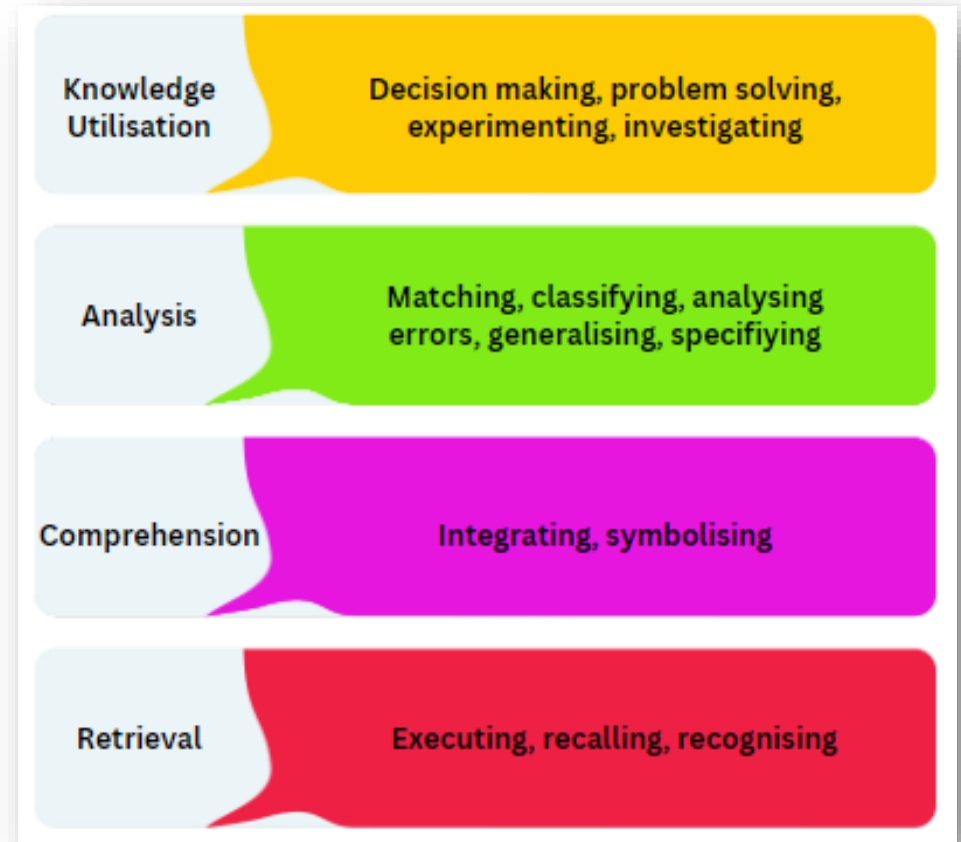 Knowledge
Utilisation
Decision making, problem solving,
experimenting, investigating
Analysis
Matching, classifying, analysing
errors, generalising, specifiying
Comprehension
Integrating, symbolising
Retrieval
Executing, recalling, recognising